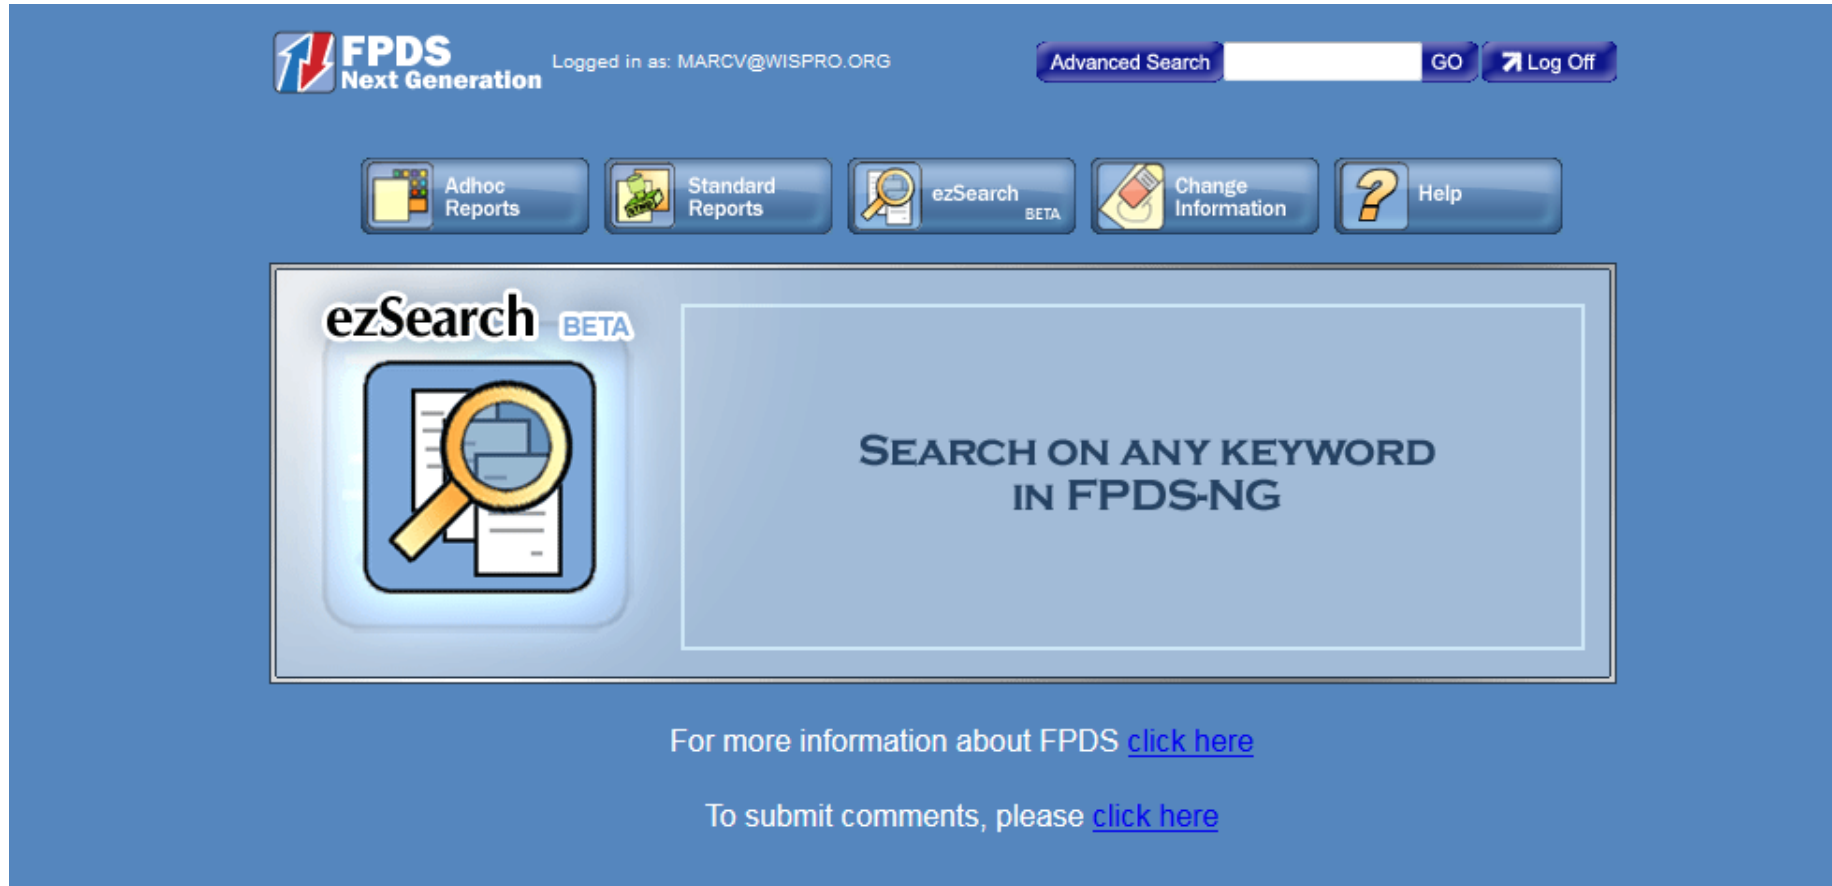 FPDS
Next Generation
Logged in as: MARCV@WISPRO.ORG
Advanced Search
GO
Log Off
Adhoc
Reports
Standard
Reports
ezSearch
BETA
Change
Information
Help
ezSearch BETA
SEARCH ON ANY KEYWORD
IN FPDS-NG
For more information about FPDS click here
To submit comments, please click here